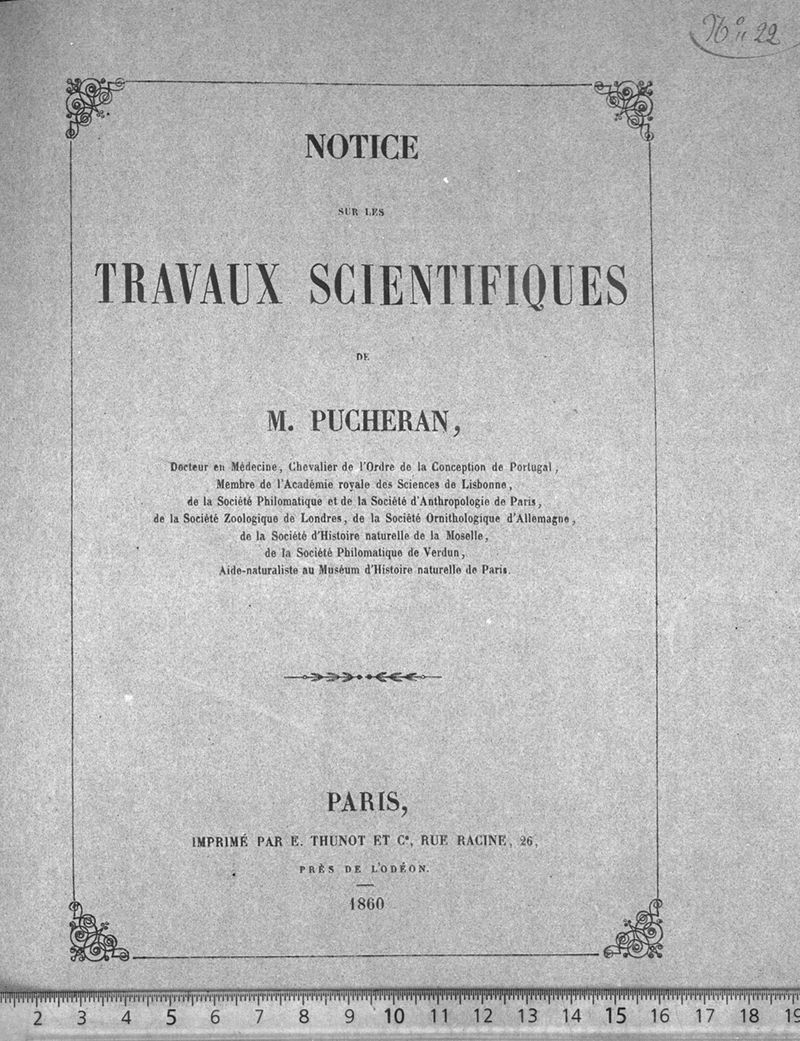 Nº 22
NOTICE
SUR LES
TRAVAUX SCIENTIFIQUES
DE
M. PUCHERAN,
Docteur en Médecine, Chevalier de l'Ordre de la Conception de Portugal,
Membre de l'Académie royale des Sciences de Lisbonne,
de la Société Philomatique et de la Société d'Anthropologie de Paris,
de la Société Zoologique de Londres, de la Société Ornithologique d'Allemagne,
de la Société d'Histoire naturelle de la Moselle,
de la Société Philomatique de Verdun,
Aide-naturaliste au Muséum d'Histoire naturelle de Paris.
PARIS,
IMPRIMÉ PAR E. THUNOT ET Cᵉ, RUE RACINE, 26,
PRÈS DE L'ODÉON.
1860
2 3 4 5 6 7 8 9 10 11 12 13 14 15 16 17 18 19